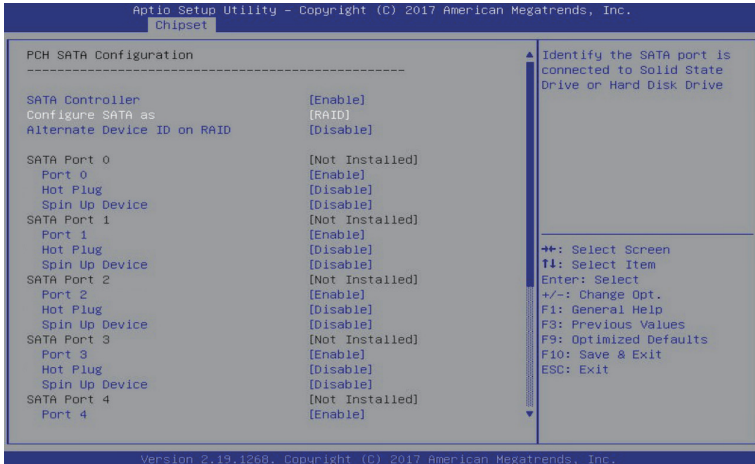 Aptio Setup Utility – Copyright (C) 2017 American Megatrends, Inc.
Chipset
PCH SATA Configuration
------------------------------------------------
SATA Controller [Enable]
Configure SATA as [RAID]
Alternate Device ID on RAID [Disable]
SATA Port 0 [Not Installed]
Port 0 [Enable]
Hot Plug [Disable]
Spin Up Device [Disable]
SATA Port 1 [Not Installed]
Port 1 [Enable]
Hot Plug [Disable]
Spin Up Device [Disable]
SATA Port 2 [Not Installed]
Port 2 [Enable]
Hot Plug [Disable]
Spin Up Device [Disable]
SATA Port 3 [Not Installed]
Port 3 [Enable]
Hot Plug [Disable]
Spin Up Device [Disable]
SATA Port 4 [Not Installed]
Port 4 [Enable]
Identify the SATA port is
connected to Solid State
Drive or Hard Disk Drive
→←: Select Screen
↑↓: Select Item
Enter: Select
+/-: Change Opt.
F1: General Help
F3: Previous Values
F9: Optimized Defaults
F10: Save & Exit
ESC: Exit
Version 2.19.1268. Copyright (C) 2017 American Megatrends, Inc.